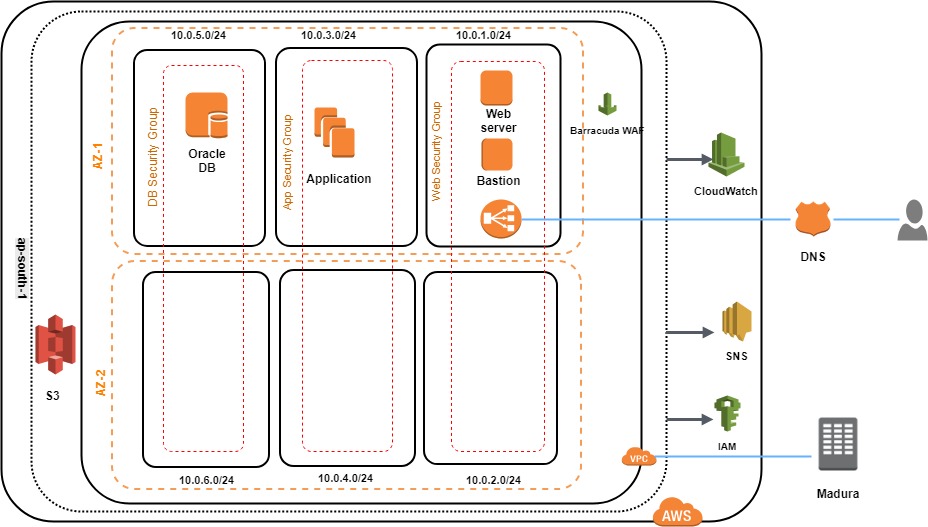 10.0.5.0/24
10.0.3.0/24
10.0.1.0/24
AZ-1
DB Security Group
Oracle
DB
App Security Group
Application
Web Security Group
Web
server
Bastion
Barracuda WAF
CloudWatch
DNS
ap-south-1
S3
AZ-2
SNS
IAM
VPC
Madura
10.0.6.0/24
10.0.4.0/24
10.0.2.0/24
AWS